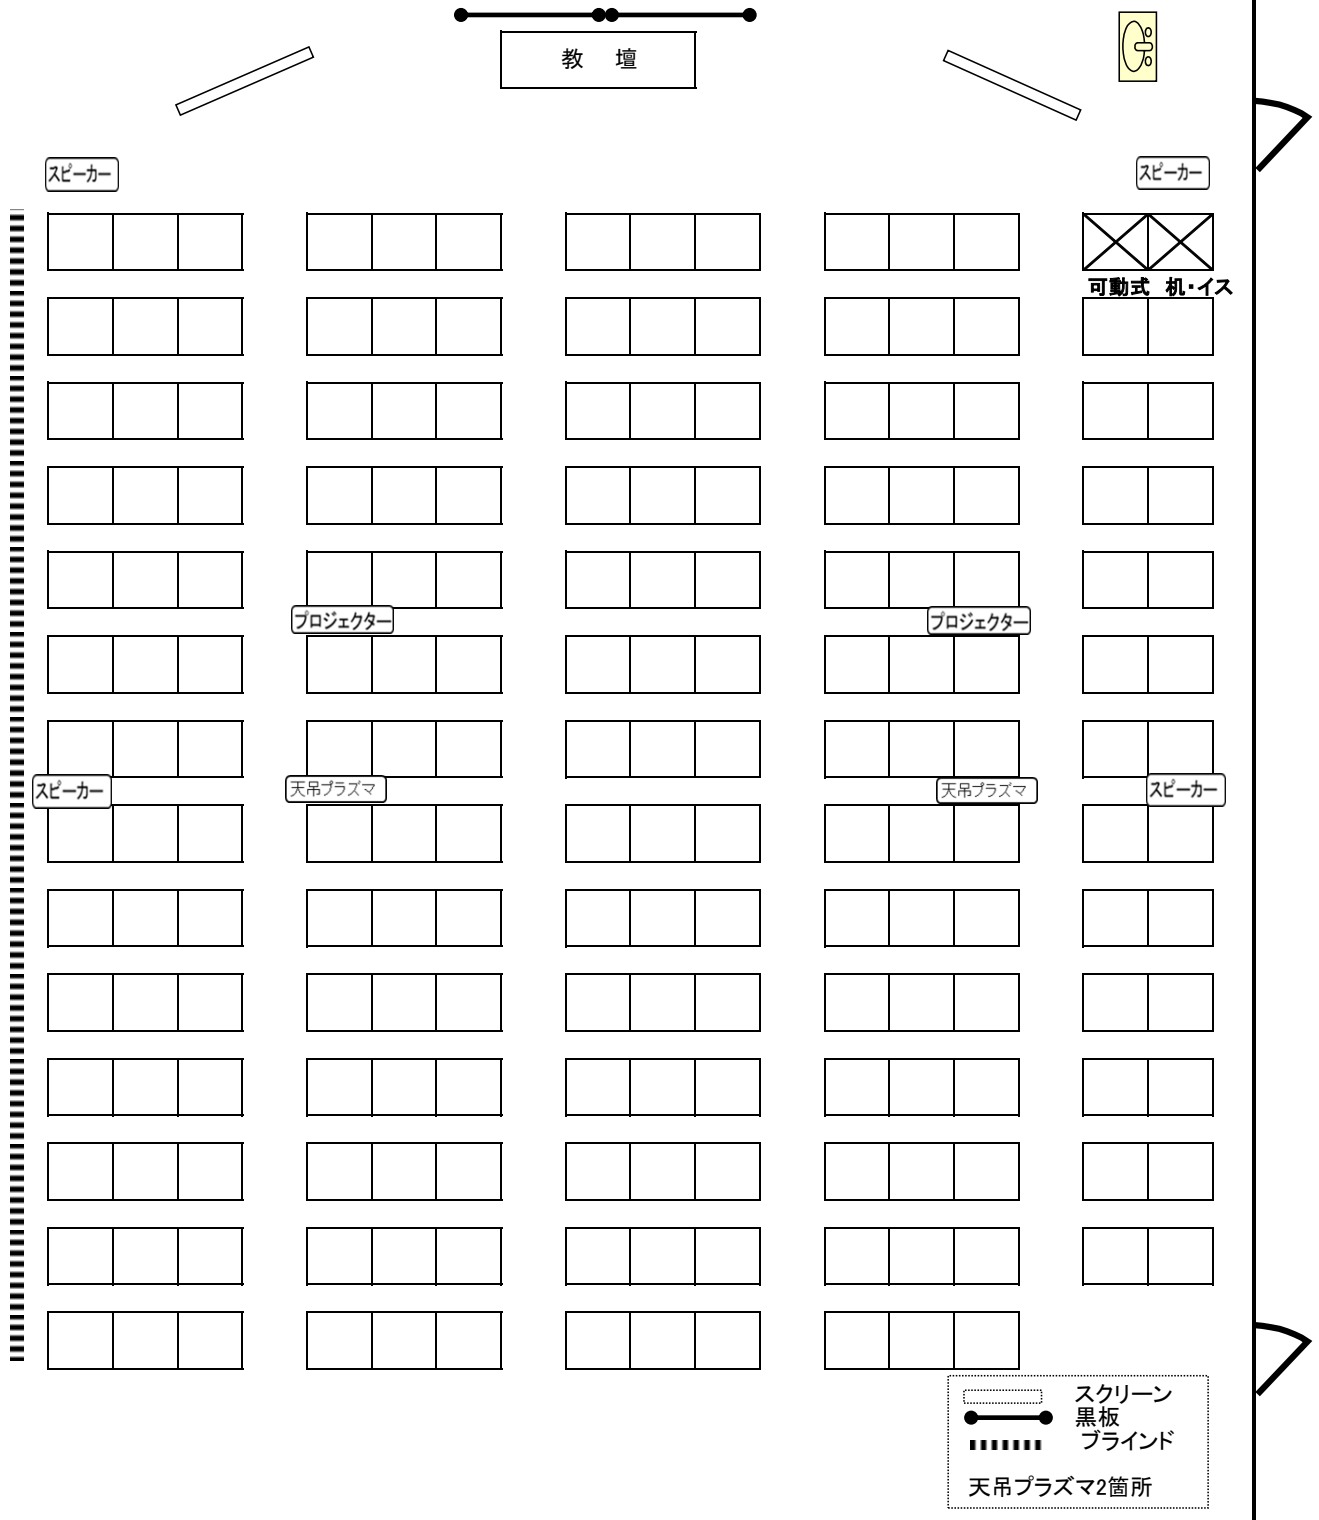 教　壇
スピーカー
スピーカー
可動式　机・イス
プロジェクター
プロジェクター
スピーカー
天吊プラズマ
天吊プラズマ
スピーカー
スクリーン
黒板
ブラインド
天吊プラズマ2箇所